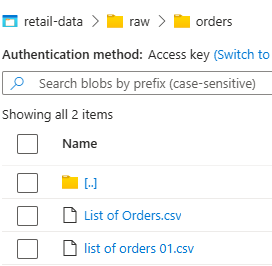 retail-data > raw > orders
Authentication method: Access key (Switch to
Search blobs by prefix (case-sensitive)
Showing all 2 items
Name
[..]
List of Orders.csv
list of orders 01.csv